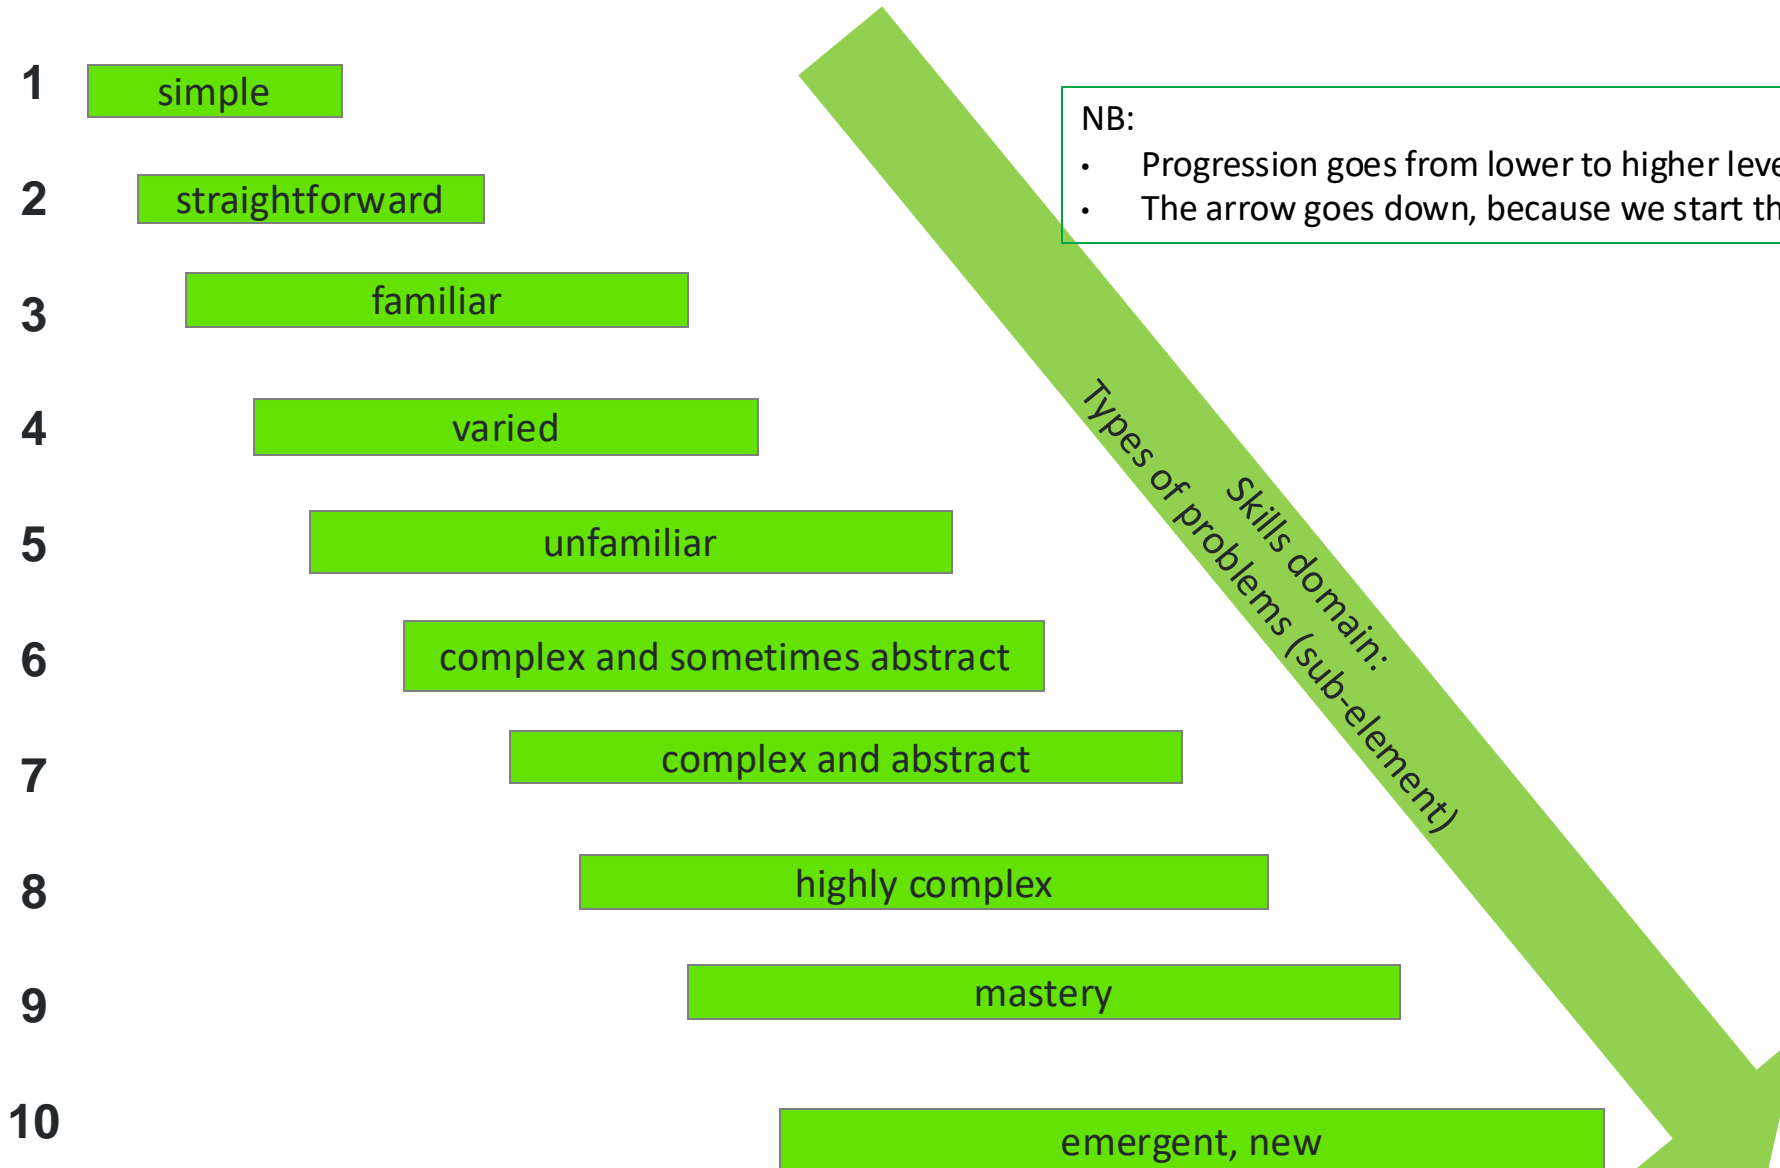 1
simple
NB:
• Progression goes from lower to higher leve
• The arrow goes down, because we start th
2
straightforward
3
familiar
4
varied
5
unfamiliar
6
complex and sometimes abstract
7
complex and abstract
8
highly complex
9
mastery
10
emergent, new
Skills domain:
Types of problems (sub-element)